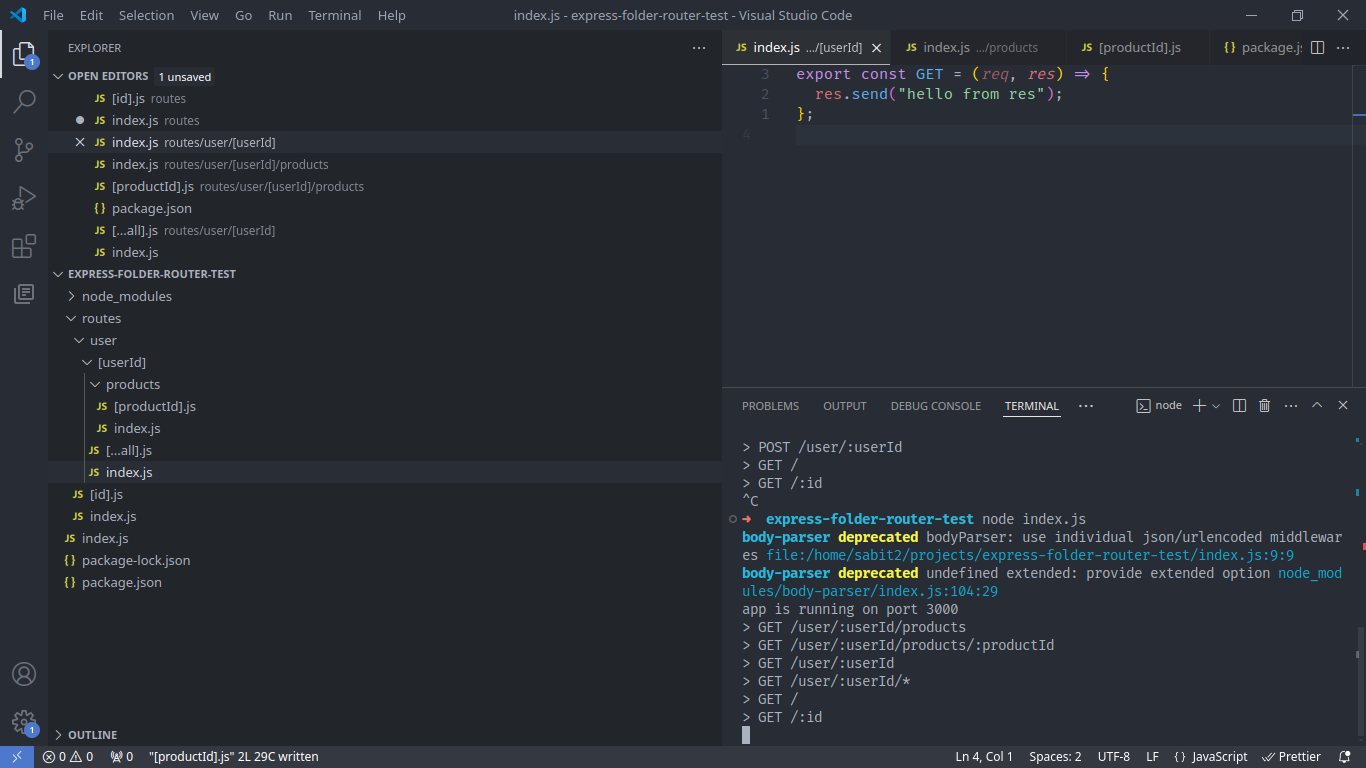 File Edit Selection View Go Run Terminal Help index.js - express-folder-router-test - Visual Studio Code
EXPLORER
OPEN EDITORS 1 unsaved
JS [id].js routes
JS index.js routes
JS index.js routes/user/[userId]
JS index.js routes/user/[userId]/products
JS [productId].js routes/user/[userId]/products
{} package.json
JS [...all].js routes/user/[userId]
JS index.js
EXPRESS-FOLDER-ROUTER-TEST
node_modules
routes
user
[userId]
products
JS [productId].js
JS index.js
JS [...all].js
JS index.js
JS [id].js
JS index.js
JS index.js
{} package-lock.json
{} package.json
OUTLINE
1
1
JS index.js .../[userId] JS index.js .../products JS [productId].js {} package.js
3 export const GET = (req, res) => {
2 res.send("hello from res");
1 };
4
PROBLEMS OUTPUT DEBUG CONSOLE TERMINAL node
> POST /user/:userId
> GET /
> GET /:id
^C
➜ express-folder-router-test node index.js
body-parser deprecated bodyParser: use individual json/urlencoded middlewar
es file:/home/sabit2/projects/express-folder-router-test/index.js:9:9
body-parser deprecated undefined extended: provide extended option node_mod
ules/body-parser/index.js:104:29
app is running on port 3000
> GET /user/:userId/products
> GET /user/:userId/products/:productId
> GET /user/:userId
> GET /user/:userId/*
> GET /
> GET /:id
0 0 0 "[productId].js" 2L 29C written Ln 4, Col 1 Spaces: 2 UTF-8 LF {} JavaScript Prettier